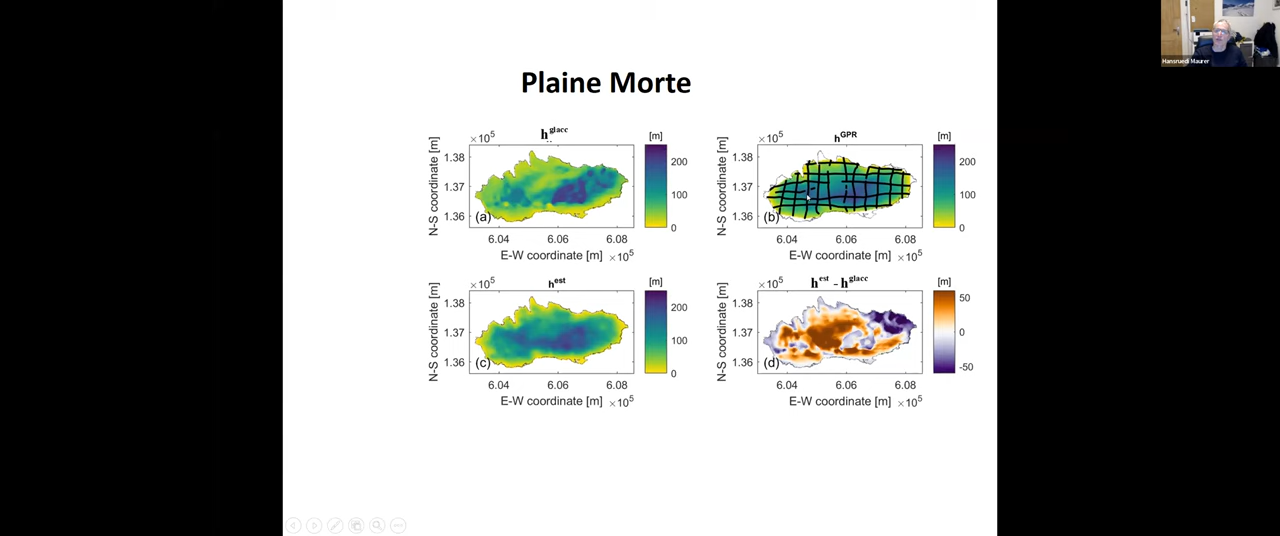 Hansruedi Maurer
Plaine Morte
h^glacc
×10^5
[m]
N-S coordinate [m]
1.38
1.37
1.36
200
100
0
(a)
6.04 6.06 6.08
E-W coordinate [m] ×10^5
h^GPR
×10^5
[m]
N-S coordinate [m]
1.38
1.37
1.36
200
100
0
(b)
6.04 6.06 6.08
E-W coordinate [m] ×10^5
h^est
×10^5
[m]
N-S coordinate [m]
1.38
1.37
1.36
200
100
0
(c)
6.04 6.06 6.08
E-W coordinate [m] ×10^5
h^est - h^glacc
×10^5
[m]
N-S coordinate [m]
1.38
1.37
1.36
50
0
-50
(d)
6.04 6.06 6.08
E-W coordinate [m] ×10^5